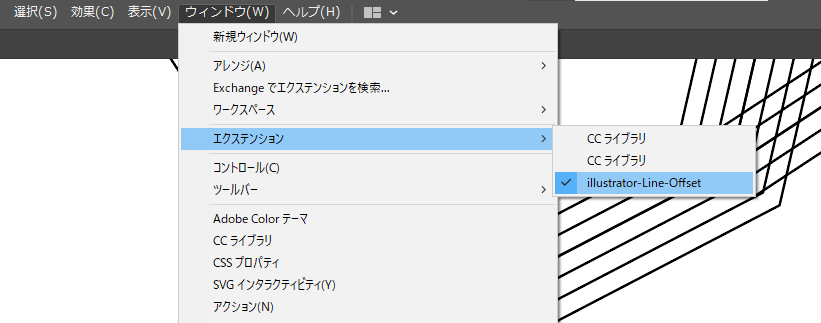 選択(S) 効果(C) 表示(V) ウィンドウ(W) ヘルプ(H)
新規ウィンドウ(W)
アレンジ(A)
Exchange でエクステンションを検索...
ワークスペース
エクステンション
CC ライブラリ
CC ライブラリ
illustrator-Line-Offset
コントロール(C)
ツールバー
Adobe Color テーマ
CC ライブラリ
CSS プロパティ
SVG インタラクティビティ(Y)
アクション(N)